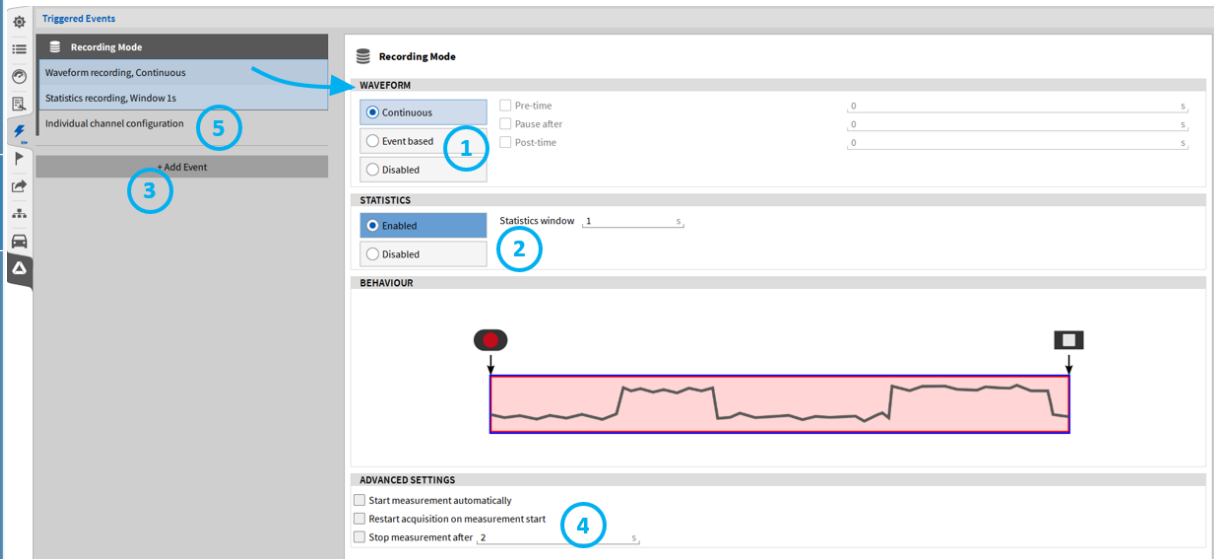 Triggered Events
Recording Mode
Waveform recording, Continuous
Statistics recording, Window 1s
Individual channel configuration
5
+ Add Event
3
Recording Mode
WAVEFORM
Continuous
Event based
Disabled
1
Pre-time 0 s
Pause after 0 s
Post-time 0 s
STATISTICS
Enabled
Disabled
Statistics window 1 s
2
BEHAVIOUR
ADVANCED SETTINGS
Start measurement automatically
Restart acquisition on measurement start
Stop measurement after 2 s
4